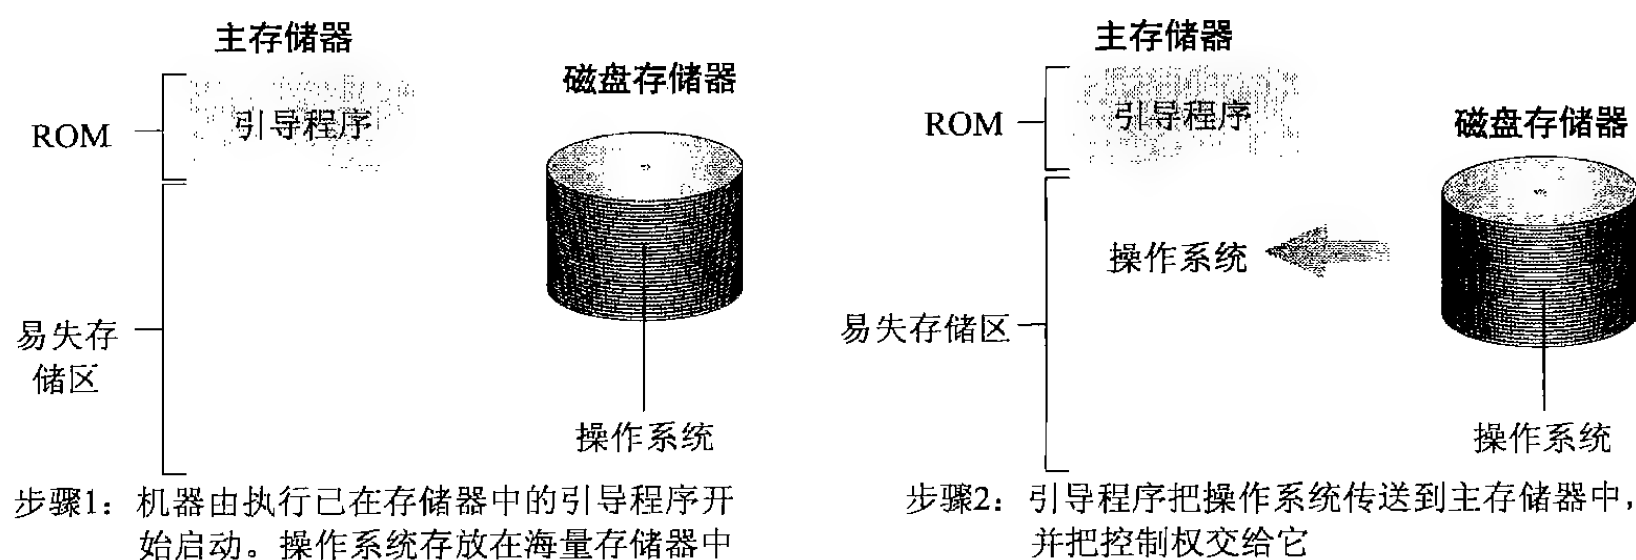 主存储器
磁盘存储器
ROM
引导程序
易失存
储区
操作系统
步骤1：机器由执行已在存储器中的引导程序开
始启动。操作系统存放在海量存储器中
主存储器
磁盘存储器
ROM
引导程序
操作系统
易失存储区
操作系统
步骤2：引导程序把操作系统传送到主存储器中，
并把控制权交给它